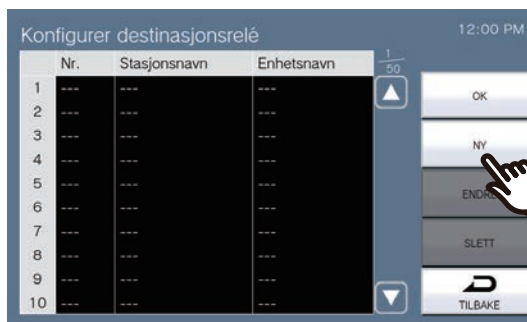 Konfigurer destinasjonsrelé 12:00 PM
Nr. Stasjonsnavn Enhetsnavn 1
50
1 --- --- ---
OK
2 --- --- ---
3 --- --- ---
NY
4 --- --- ---
5 --- --- ---
6 --- --- ---
7 --- --- ---
SLETT
8 --- --- ---
9 --- --- ---
10 --- --- ---
TILBAKE